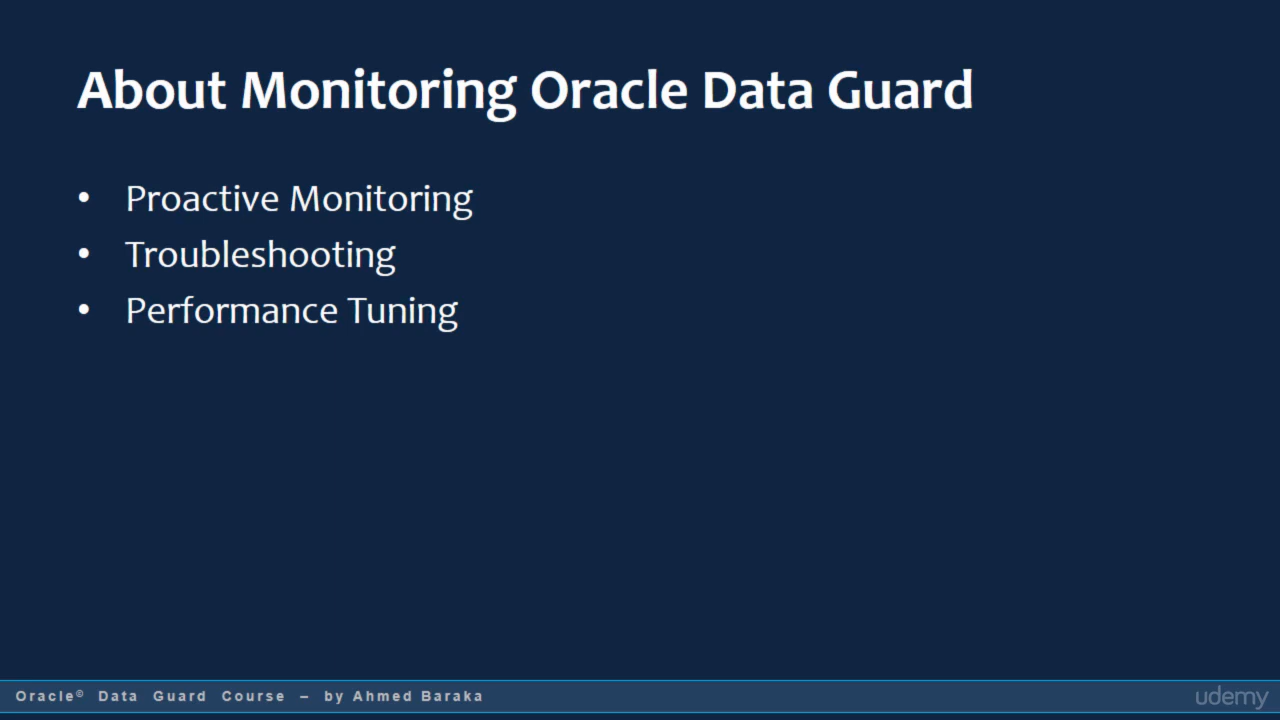 About Monitoring Oracle Data Guard
• Proactive Monitoring
• Troubleshooting
• Performance Tuning
Oracle© Data Guard Course – by Ahmed Baraka
udemy